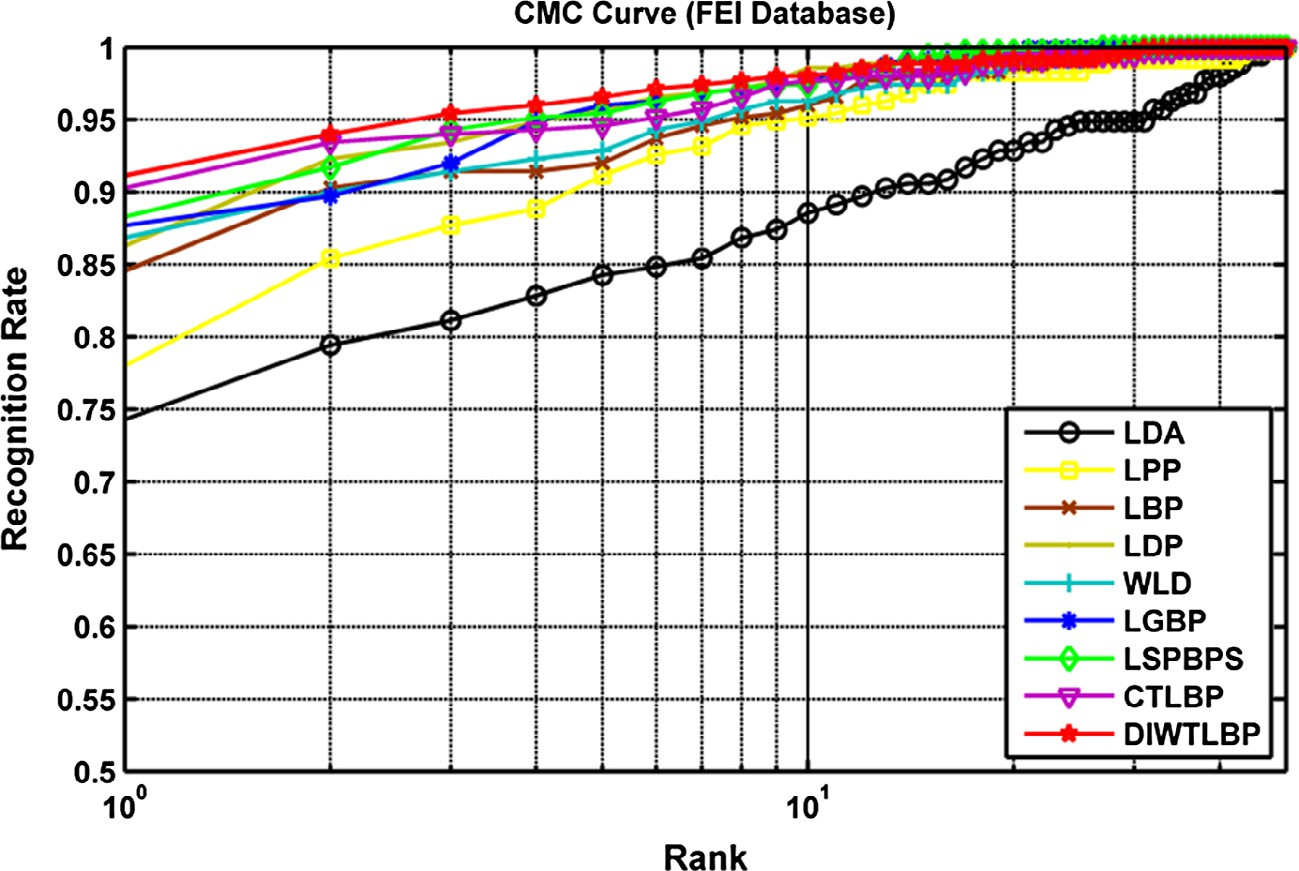 CMC Curve (FEI Database)
1
0.95
0.9
0.85
0.8
0.75
0.7
0.65
0.6
0.55
0.5
Recognition Rate
10^0
10^1
Rank
LDA
LPP
LBP
LDP
WLD
LGBP
LSPBPS
CTLBP
DIWTLBP